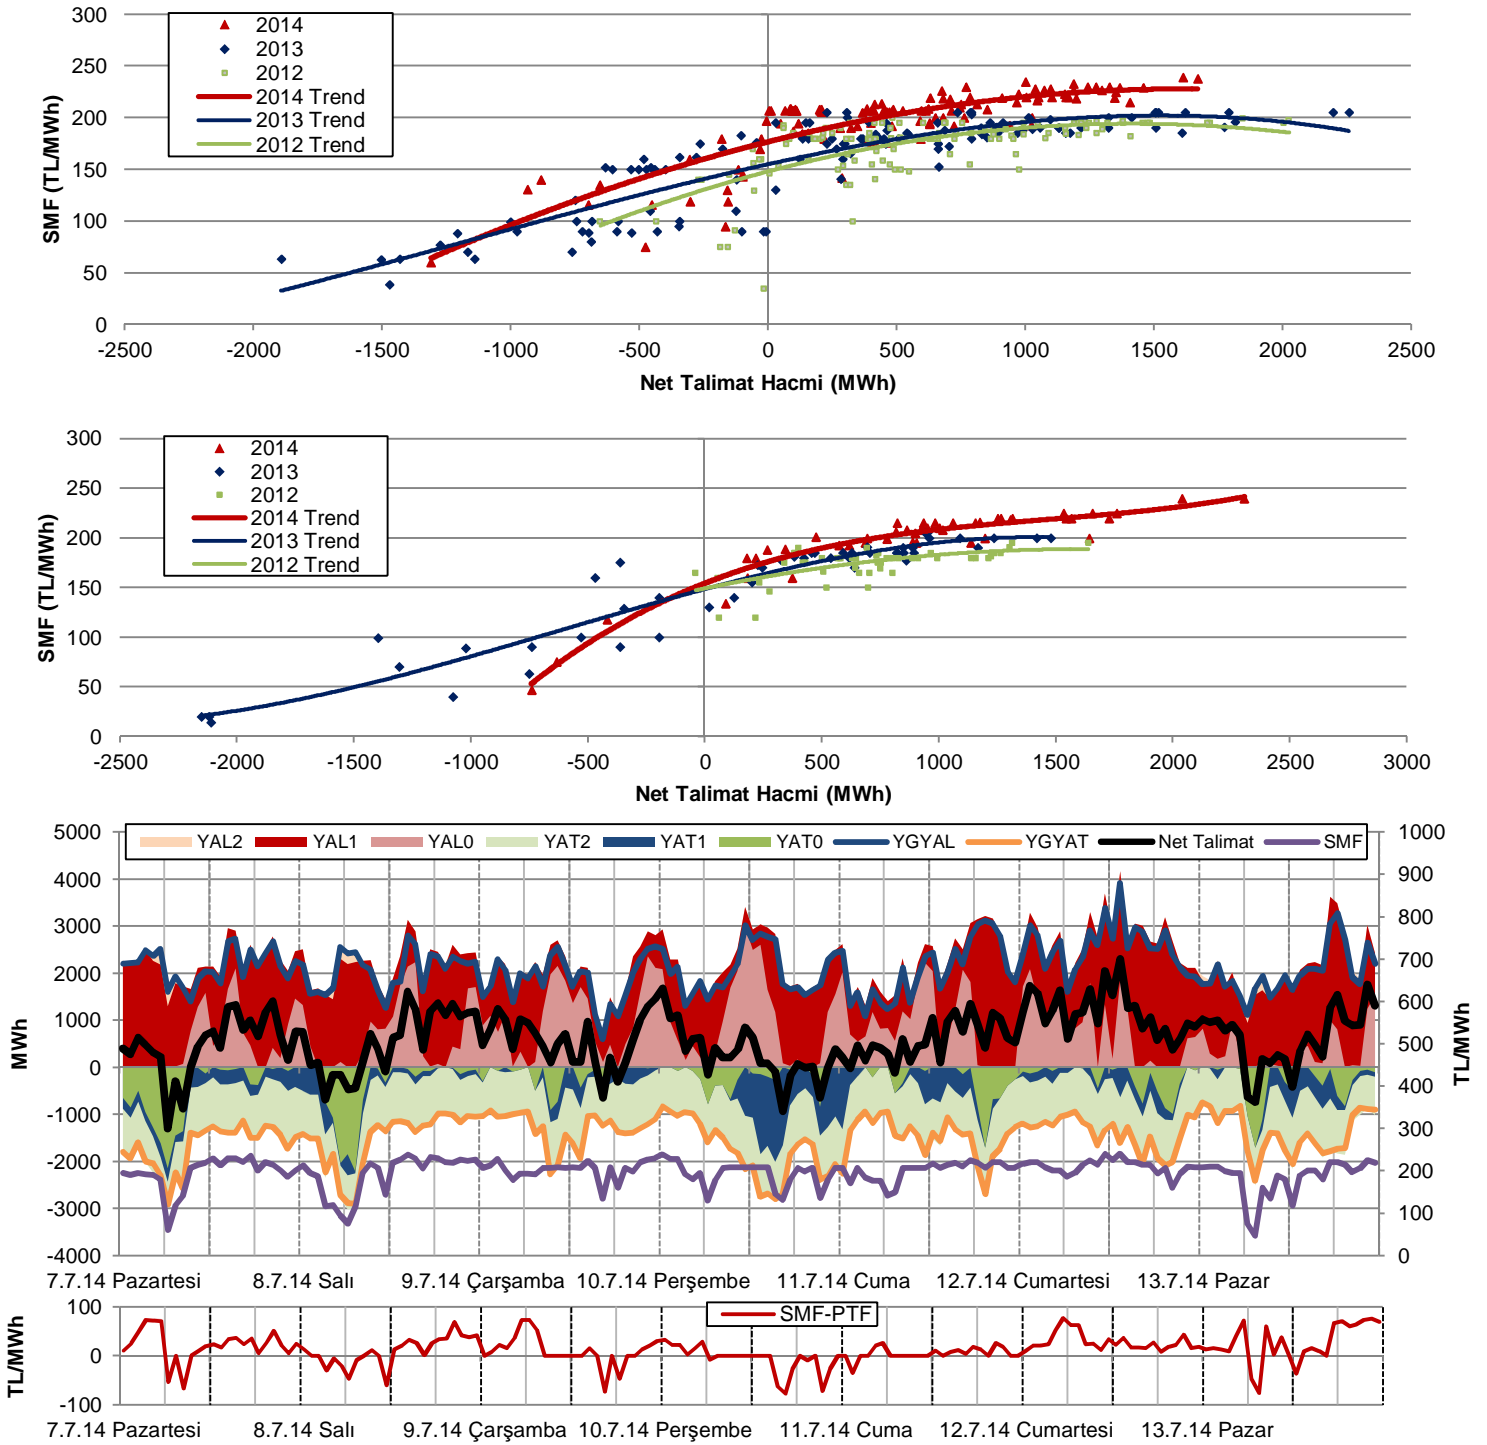 300
250
200
150
100
50
0
SMF (TL/MWh)
2014
2013
2012
2014 Trend
2013 Trend
2012 Trend
-2500 -2000 -1500 -1000 -500 0 500 1000 1500 2000 2500
Net Talimat Hacmi (MWh)
300
250
200
150
100
50
0
SMF (TL/MWh)
2014
2013
2012
2014 Trend
2013 Trend
2012 Trend
-2500 -2000 -1500 -1000 -500 0 500 1000 1500 2000 2500 3000
Net Talimat Hacmi (MWh)
YAL2 YAL1 YAL0 YAT2 YAT1 YAT0 YGYAL YGYAT Net Talimat SMF
5000
4000
3000
2000
1000
0
-1000
-2000
-3000
-4000
MWh
1000
900
800
700
600
500
400
300
200
100
0
TL/MWh
7.7.14 Pazartesi 8.7.14 Salı 9.7.14 Çarşamba 10.7.14 Perşembe 11.7.14 Cuma 12.7.14 Cumartesi 13.7.14 Pazar
SMF-PTF
100
0
-100
TL/MWh
7.7.14 Pazartesi 8.7.14 Salı 9.7.14 Çarşamba 10.7.14 Perşembe 11.7.14 Cuma 12.7.14 Cumartesi 13.7.14 Pazar